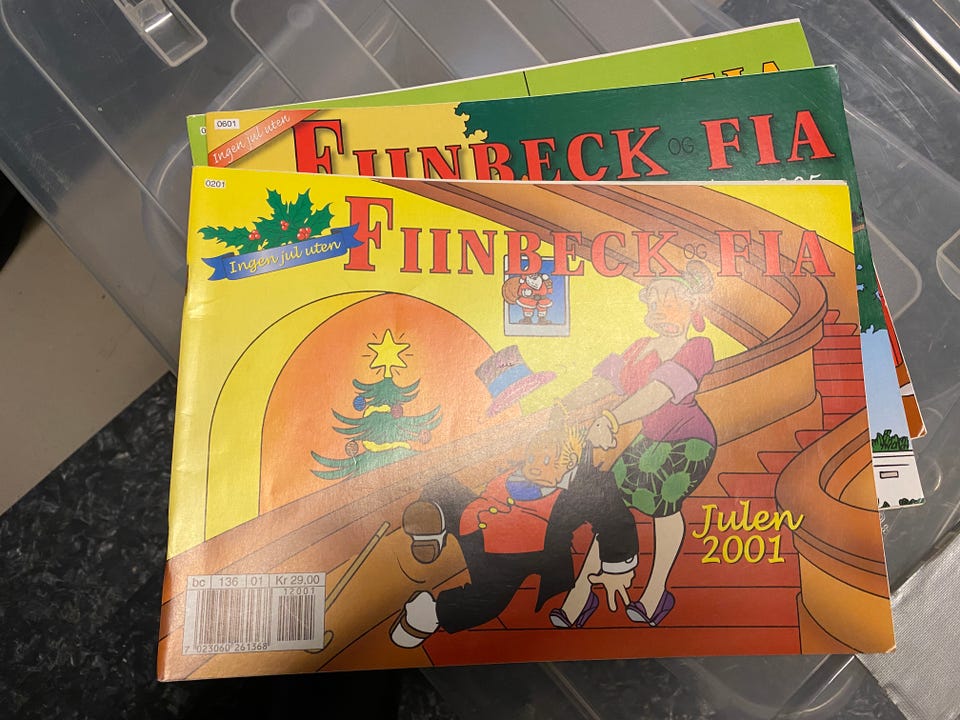 FIA
0601
Ingen jul uten
FIINBECK OG FIA
0201
Ingen jul uten
FIINBECK OG FIA
Julen
2001
bc 136 01 Kr 29,00
12001
7 023060 261368